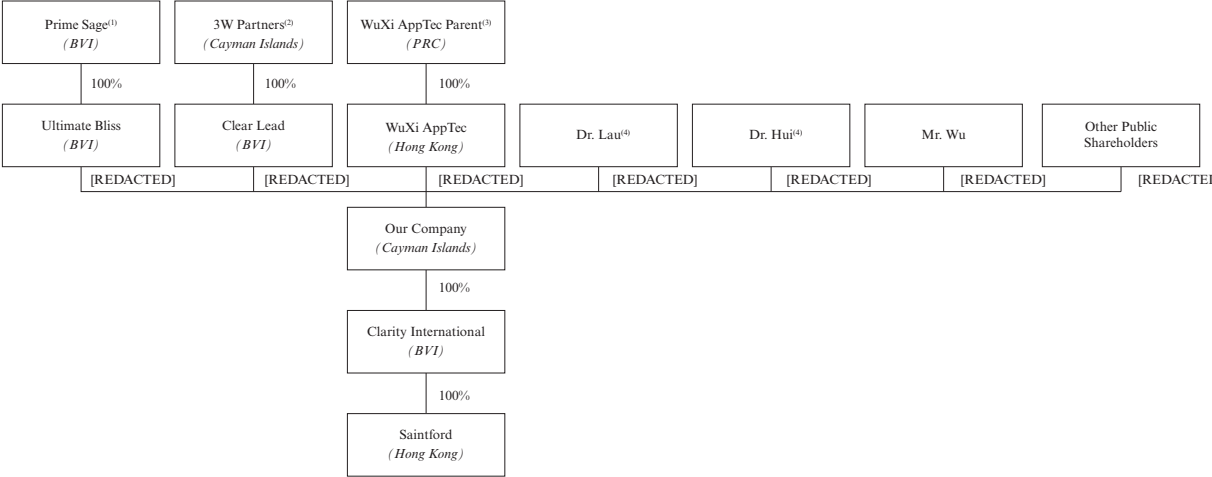 Prime Sage(1)
(BVI)
3W Partners(2)
(Cayman Islands)
WuXi AppTec Parent(3)
(PRC)
100%
100%
100%
Ultimate Bliss
(BVI)
Clear Lead
(BVI)
WuXi AppTec
(Hong Kong)
Dr. Lau(4)
Dr. Hui(4)
Mr. Wu
Other Public
Shareholders
[REDACTED]
[REDACTED]
[REDACTED]
[REDACTED]
[REDACTED]
[REDACTED]
[REDACTED
Our Company
(Cayman Islands)
100%
Clarity International
(BVI)
100%
Saintford
(Hong Kong)